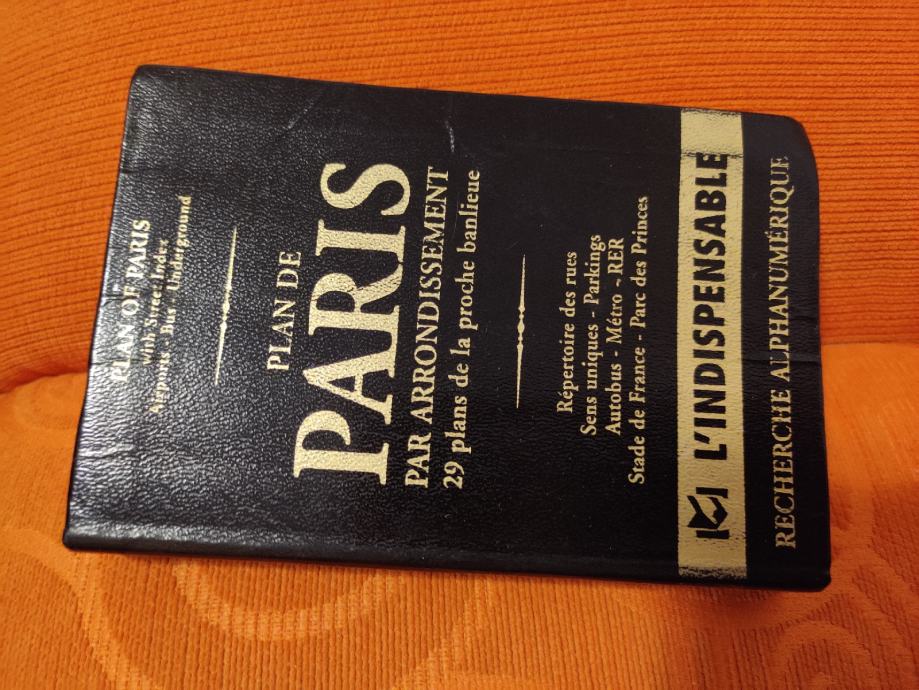 PLAN OF PARIS
with Street Index
Airports - Bus - Underground
PLAN DE
PARIS
PAR ARRONDISSEMENT
29 plans de la proche banlieue
Répertoire des rues
Sens uniques - Parkings
Autobus - Métro - RER
Stade de France - Parc des Princes
L'INDISPENSABLE
RECHERCHE ALPHANUMÉRIQUE